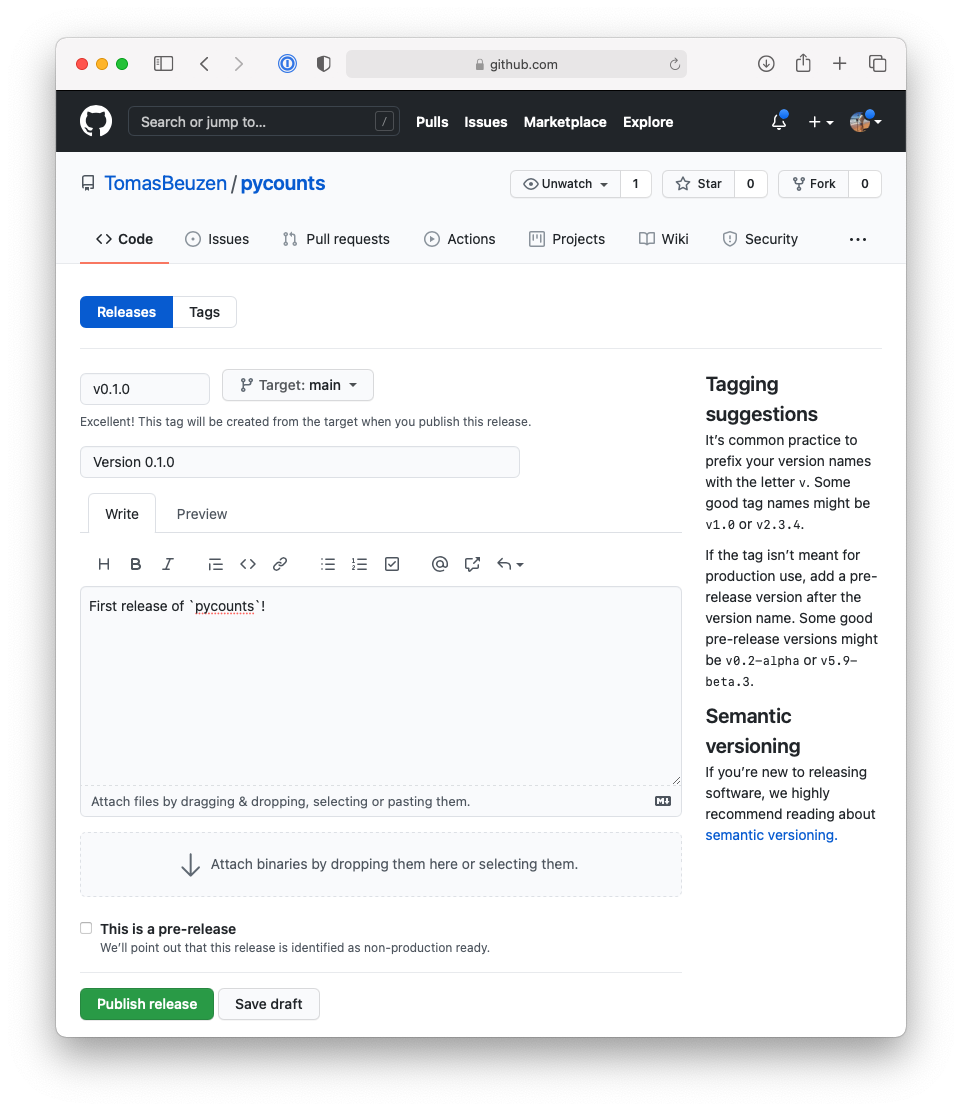 github.com
Search or jump to... /
Pulls Issues Marketplace Explore
TomasBeuzen / pycounts
Unwatch 1 Star 0 Fork 0
Code Issues Pull requests Actions Projects Wiki Security
Releases Tags
v0.1.0 Target: main
Excellent! This tag will be created from the target when you publish this release.
Version 0.1.0
Write Preview
First release of `pycounts`!
Attach files by dragging & dropping, selecting or pasting them.
Attach binaries by dropping them here or selecting them.
This is a pre-release
We’ll point out that this release is identified as non-production ready.
Publish release Save draft
Tagging
suggestions
It’s common practice to
prefix your version names
with the letter v. Some
good tag names might be
v1.0 or v2.3.4.
If the tag isn’t meant for
production use, add a pre-
release version after the
version name. Some good
pre-release versions might
be v0.2-alpha or v5.9-
beta.3.
Semantic
versioning
If you’re new to releasing
software, we highly
recommend reading about
semantic versioning.